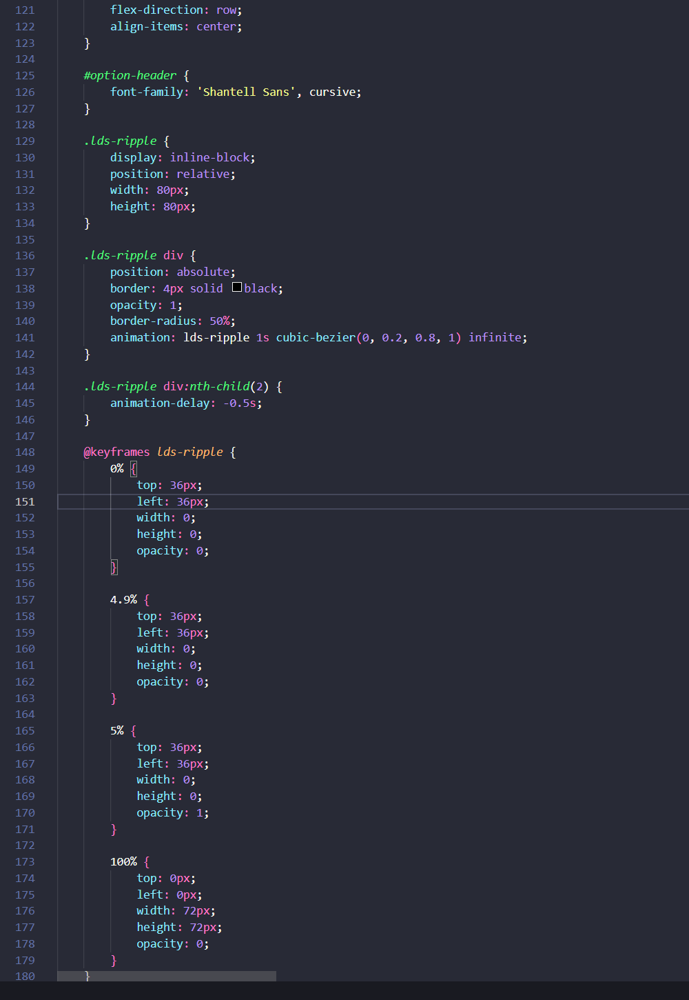 121 flex-direction: row;
122 align-items: center;
123 }
124
125 #option-header {
126 font-family: 'Shantell Sans', cursive;
127 }
128
129 .lds-ripple {
130 display: inline-block;
131 position: relative;
132 width: 80px;
133 height: 80px;
134 }
135
136 .lds-ripple div {
137 position: absolute;
138 border: 4px solid black;
139 opacity: 1;
140 border-radius: 50%;
141 animation: lds-ripple 1s cubic-bezier(0, 0.2, 0.8, 1) infinite;
142 }
143
144 .lds-ripple div:nth-child(2) {
145 animation-delay: -0.5s;
146 }
147
148 @keyframes lds-ripple {
149 0% {
150 top: 36px;
151 left: 36px;
152 width: 0;
153 height: 0;
154 opacity: 0;
155 }
156
157 4.9% {
158 top: 36px;
159 left: 36px;
160 width: 0;
161 height: 0;
162 opacity: 0;
163 }
164
165 5% {
166 top: 36px;
167 left: 36px;
168 width: 0;
169 height: 0;
170 opacity: 1;
171 }
172
173 100% {
174 top: 0px;
175 left: 0px;
176 width: 72px;
177 height: 72px;
178 opacity: 0;
179 }
180 }